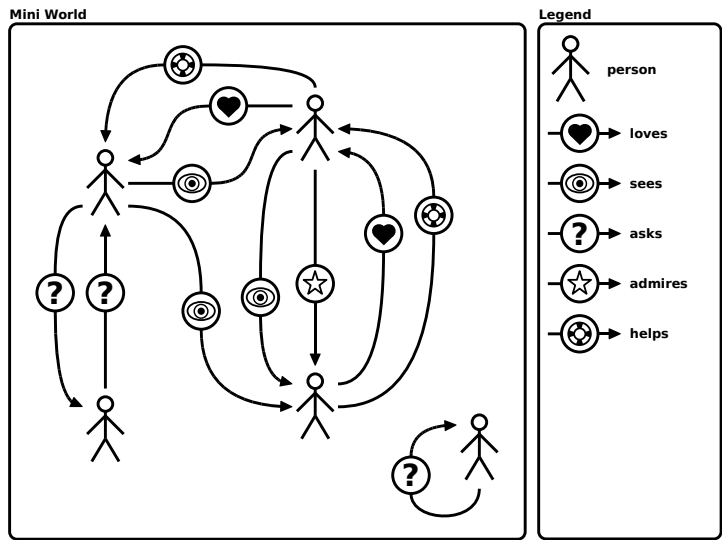 Mini World
Legend
person
loves
sees
asks
admires
helps
?
?
?
?